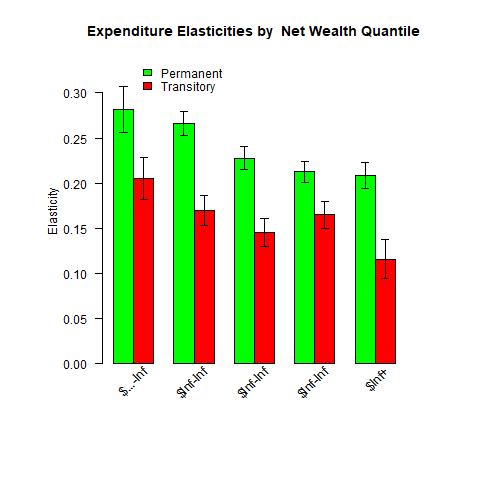 Expenditure Elasticities by  Net Wealth Quantile
Permanent
Transitory
Elasticity
0.30
0.25
0.20
0.15
0.10
0.05
0.00
$...-Inf
$Inf-Inf
$Inf-Inf
$Inf-Inf
$Inf+